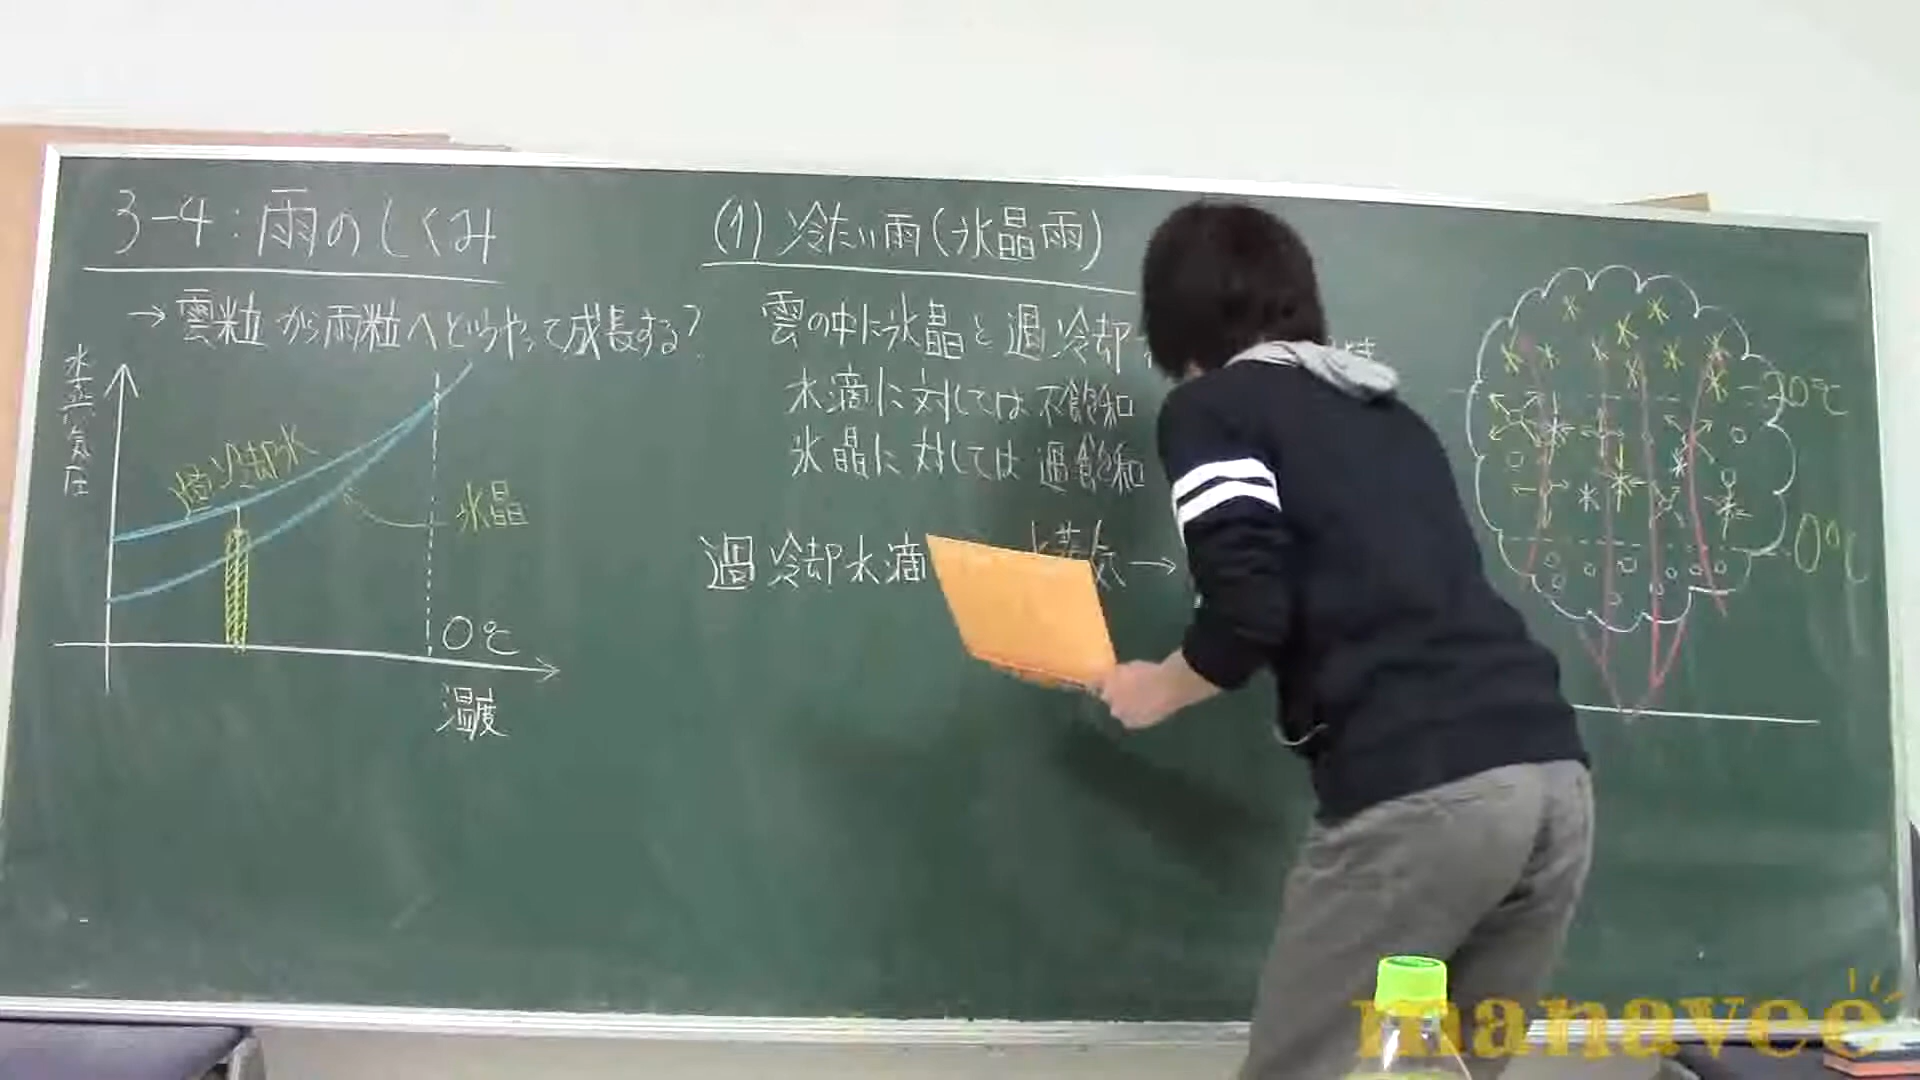 3-4:雨のしくみ
→雲粒から雨粒へどうやって成長する?
水蒸気圧
過冷却水
氷晶
0℃
温度
(1) 冷たい雨(氷晶雨)
雲の中に氷晶と過冷却
水滴に対しては不飽和
氷晶に対しては過飽和
過冷却水滴 水蒸気→
0℃
manavee